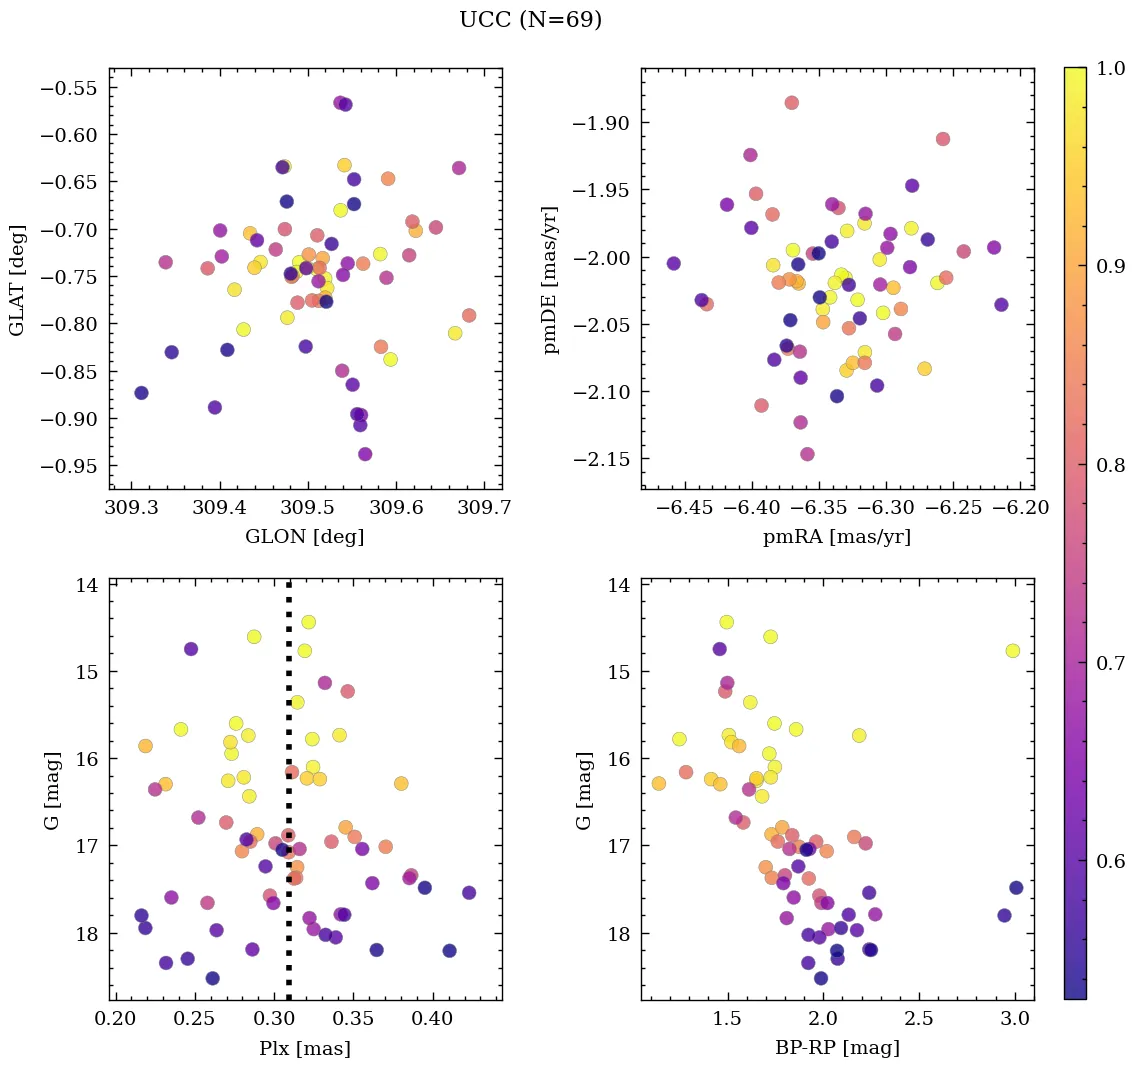 UCC (N=69)
−0.55
−0.60
−0.65
−0.70
−0.75
−0.80
−0.85
−0.90
−0.95
GLAT [deg]
309.3 309.4 309.5 309.6 309.7
GLON [deg]
−1.90
−1.95
−2.00
−2.05
−2.10
−2.15
pmDE [mas/yr]
−6.45 −6.40 −6.35 −6.30 −6.25 −6.20
pmRA [mas/yr]
14
15
16
17
18
G [mag]
0.20 0.25 0.30 0.35 0.40
Plx [mas]
14
15
16
17
18
G [mag]
1.5 2.0 2.5 3.0
BP-RP [mag]
1.0
0.9
0.8
0.7
0.6